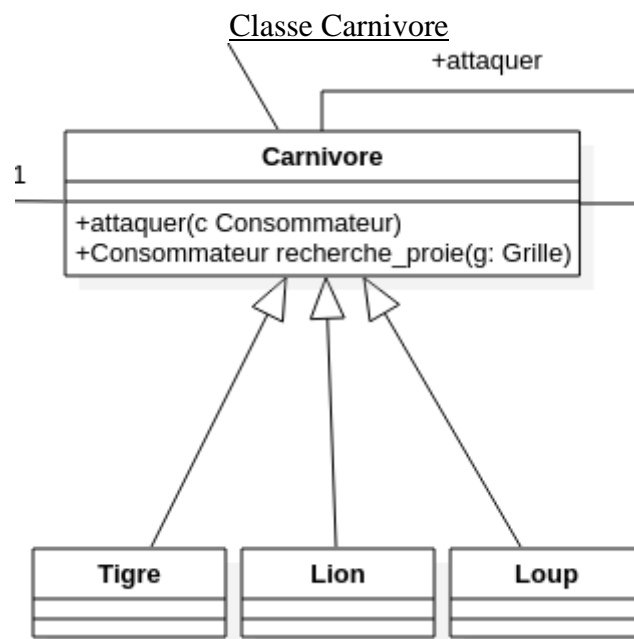 Classe Carnivore
+attaquer
Carnivore
1
+attaquer(c Consommateur)
+Consommateur recherche_proie(g: Grille)
Tigre
Lion
Loup